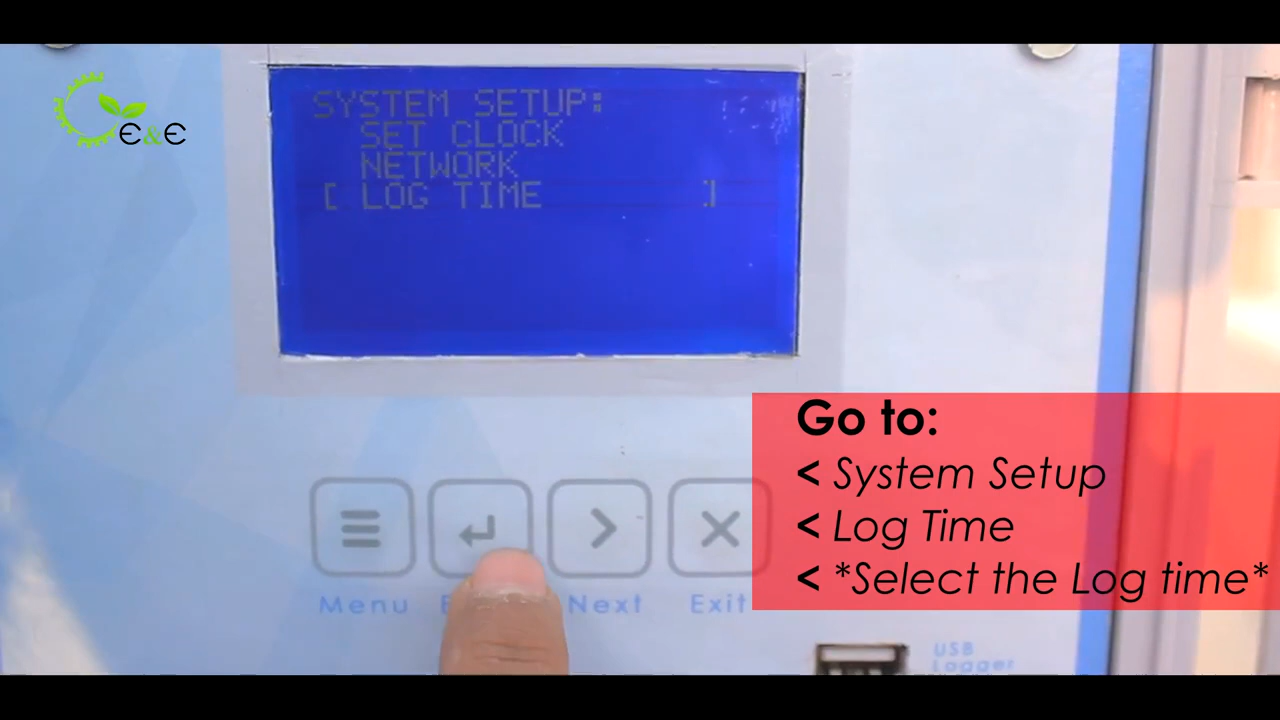 SYSTEM SETUP:
SET CLOCK
NETWORK
[ LOG TIME ]
Є&Є
Go to:
< System Setup
< Log Time
< *Select the Log time*
Menu
Next
Exit
USB
Logger